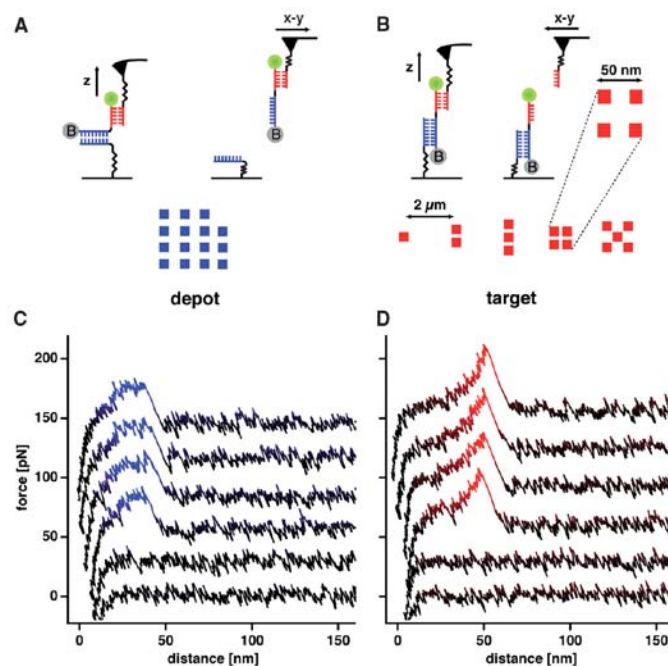 A
x-y
z
B
B
B
x-y
z
50 nm
B
B
2 µm
depot
target
C
D
200
150
100
50
0
force [pN]
0
50
100
150
distance [nm]
0
50
100
150
distance [nm]